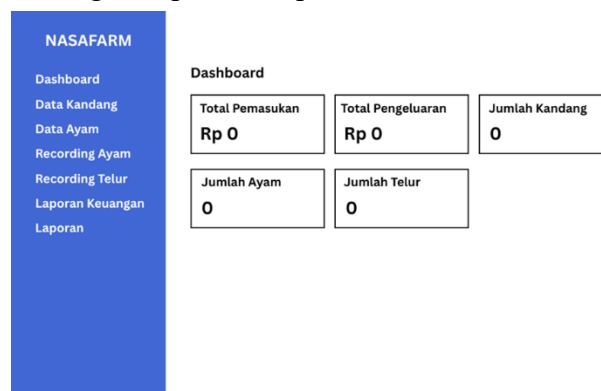 NASAFARM
Dashboard
Data Kandang
Data Ayam
Recording Ayam
Recording Telur
Laporan Keuangan
Laporan
Dashboard
Total Pemasukan
Rp 0
Total Pengeluaran
Rp 0
Jumlah Kandang
0
Jumlah Ayam
0
Jumlah Telur
0